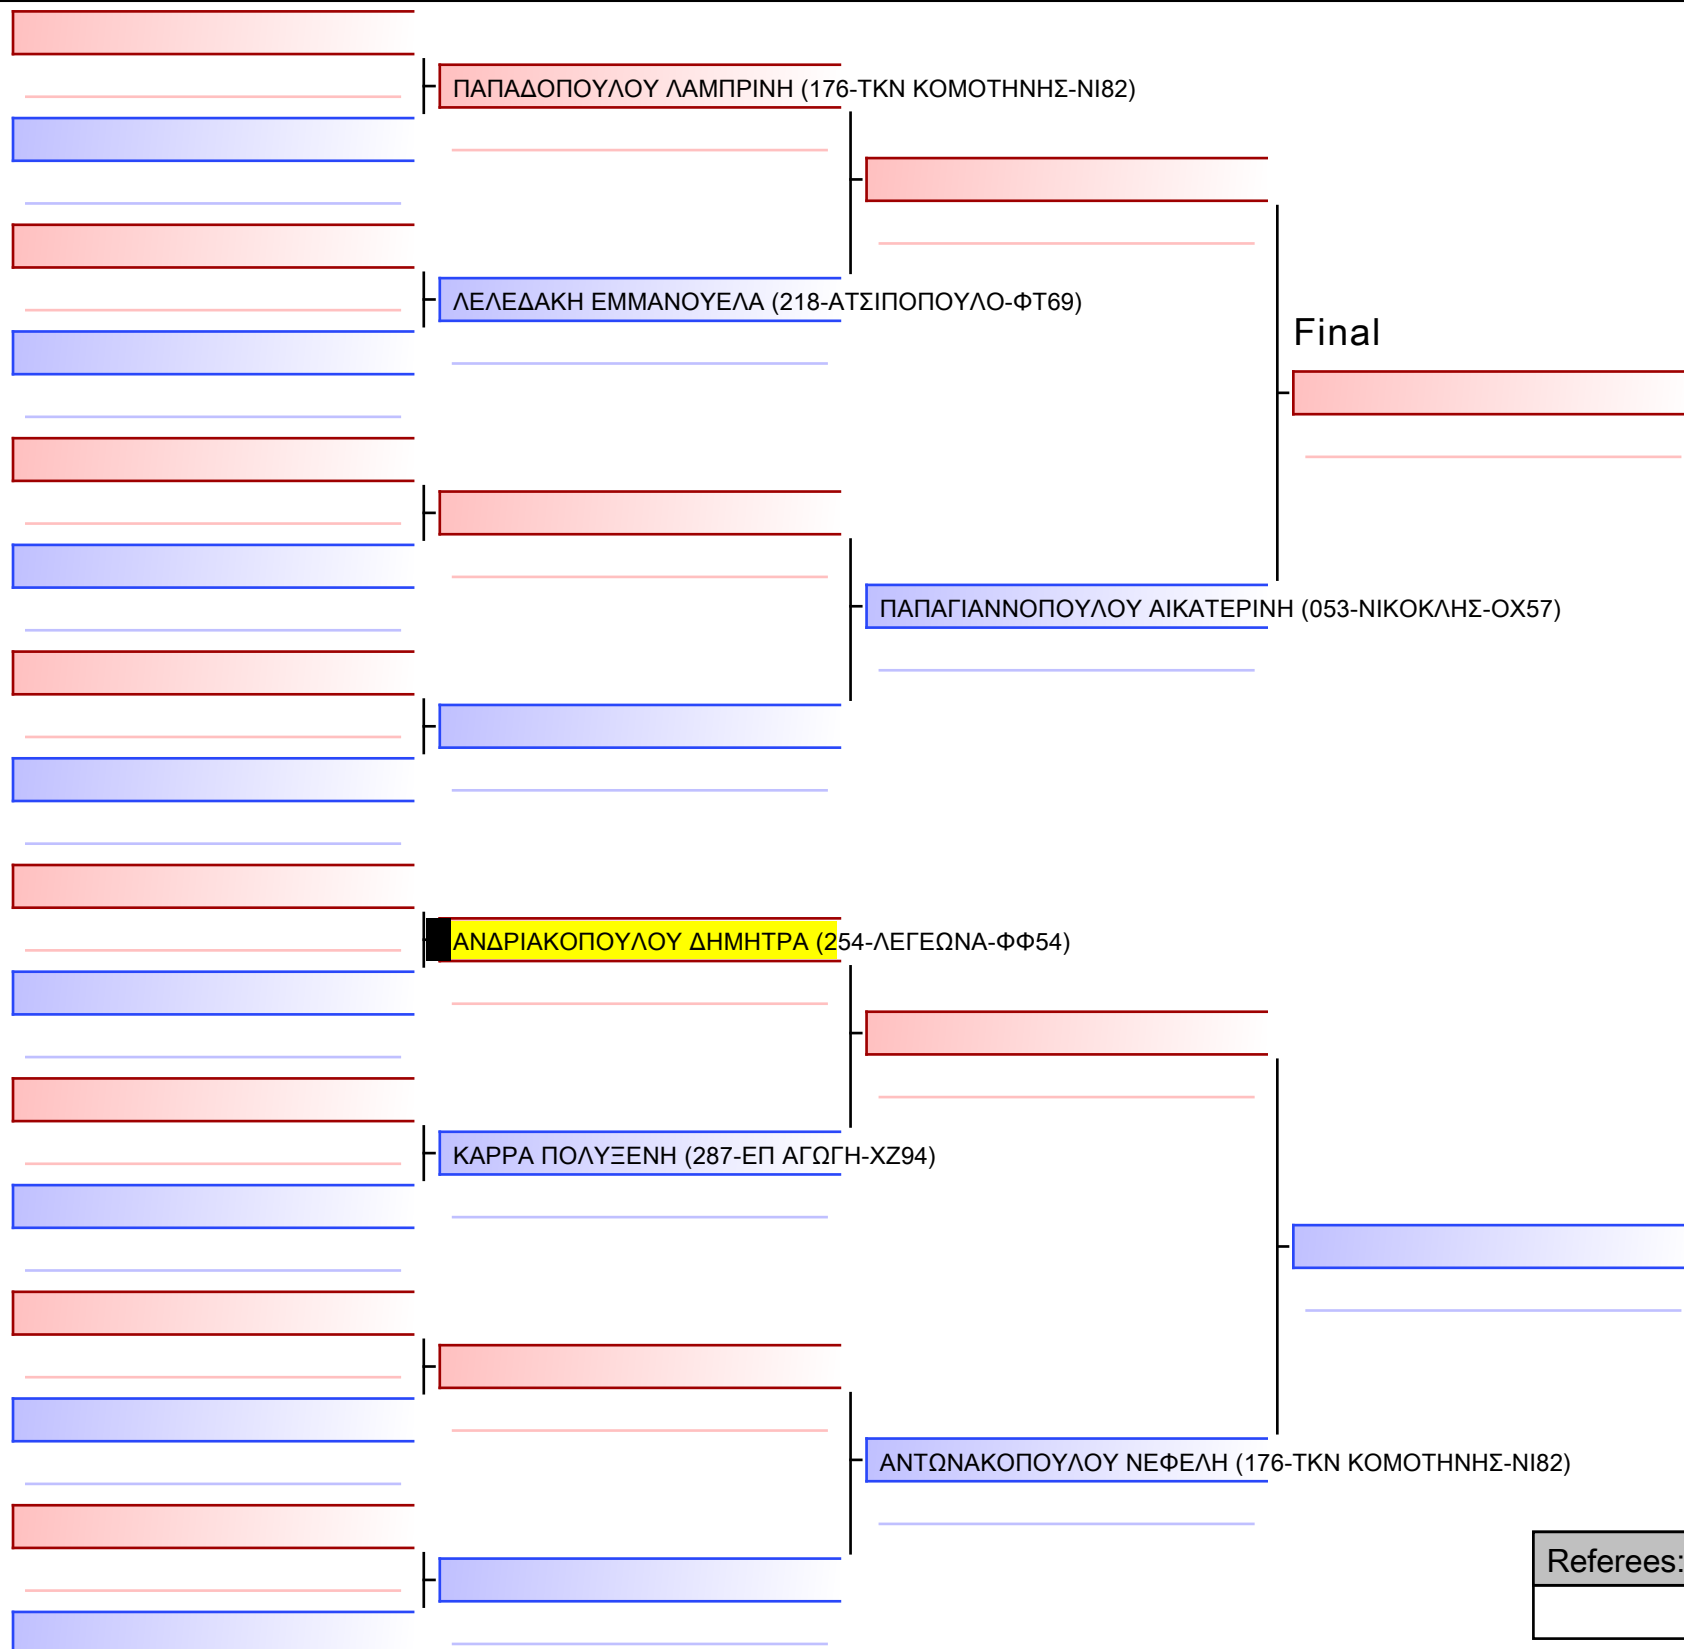 ΠΑΠΑΔΟΠΟΥΛΟΥ ΛΑΜΠΡΙΝΗ (176-ΤΚΝ ΚΟΜΟΤΗΝΗΣ-ΝΙ82)
ΛΕΛΕΔΑΚΗ ΕΜΜΑΝΟΥΕΛΑ (218-ΑΤΣΙΠΟΠΟΥΛΟ-ΦΤ69)
Final
ΠΑΠΑΓΙΑΝΝΟΠΟΥΛΟΥ ΑΙΚΑΤΕΡΙΝΗ (053-ΝΙΚΟΚΛΗΣ-ΟΧ57)
ΑΝΔΡΙΑΚΟΠΟΥΛΟΥ ΔΗΜΗΤΡΑ (254-ΛΕΓΕΩΝΑ-ΦΦ54)
ΚΑΡΡΑ ΠΟΛΥΞΕΝΗ (287-ΕΠ ΑΓΩΓΗ-ΧΖ94)
ΑΝΤΩΝΑΚΟΠΟΥΛΟΥ ΝΕΦΕΛΗ (176-ΤΚΝ ΚΟΜΟΤΗΝΗΣ-ΝΙ82)
Referees: